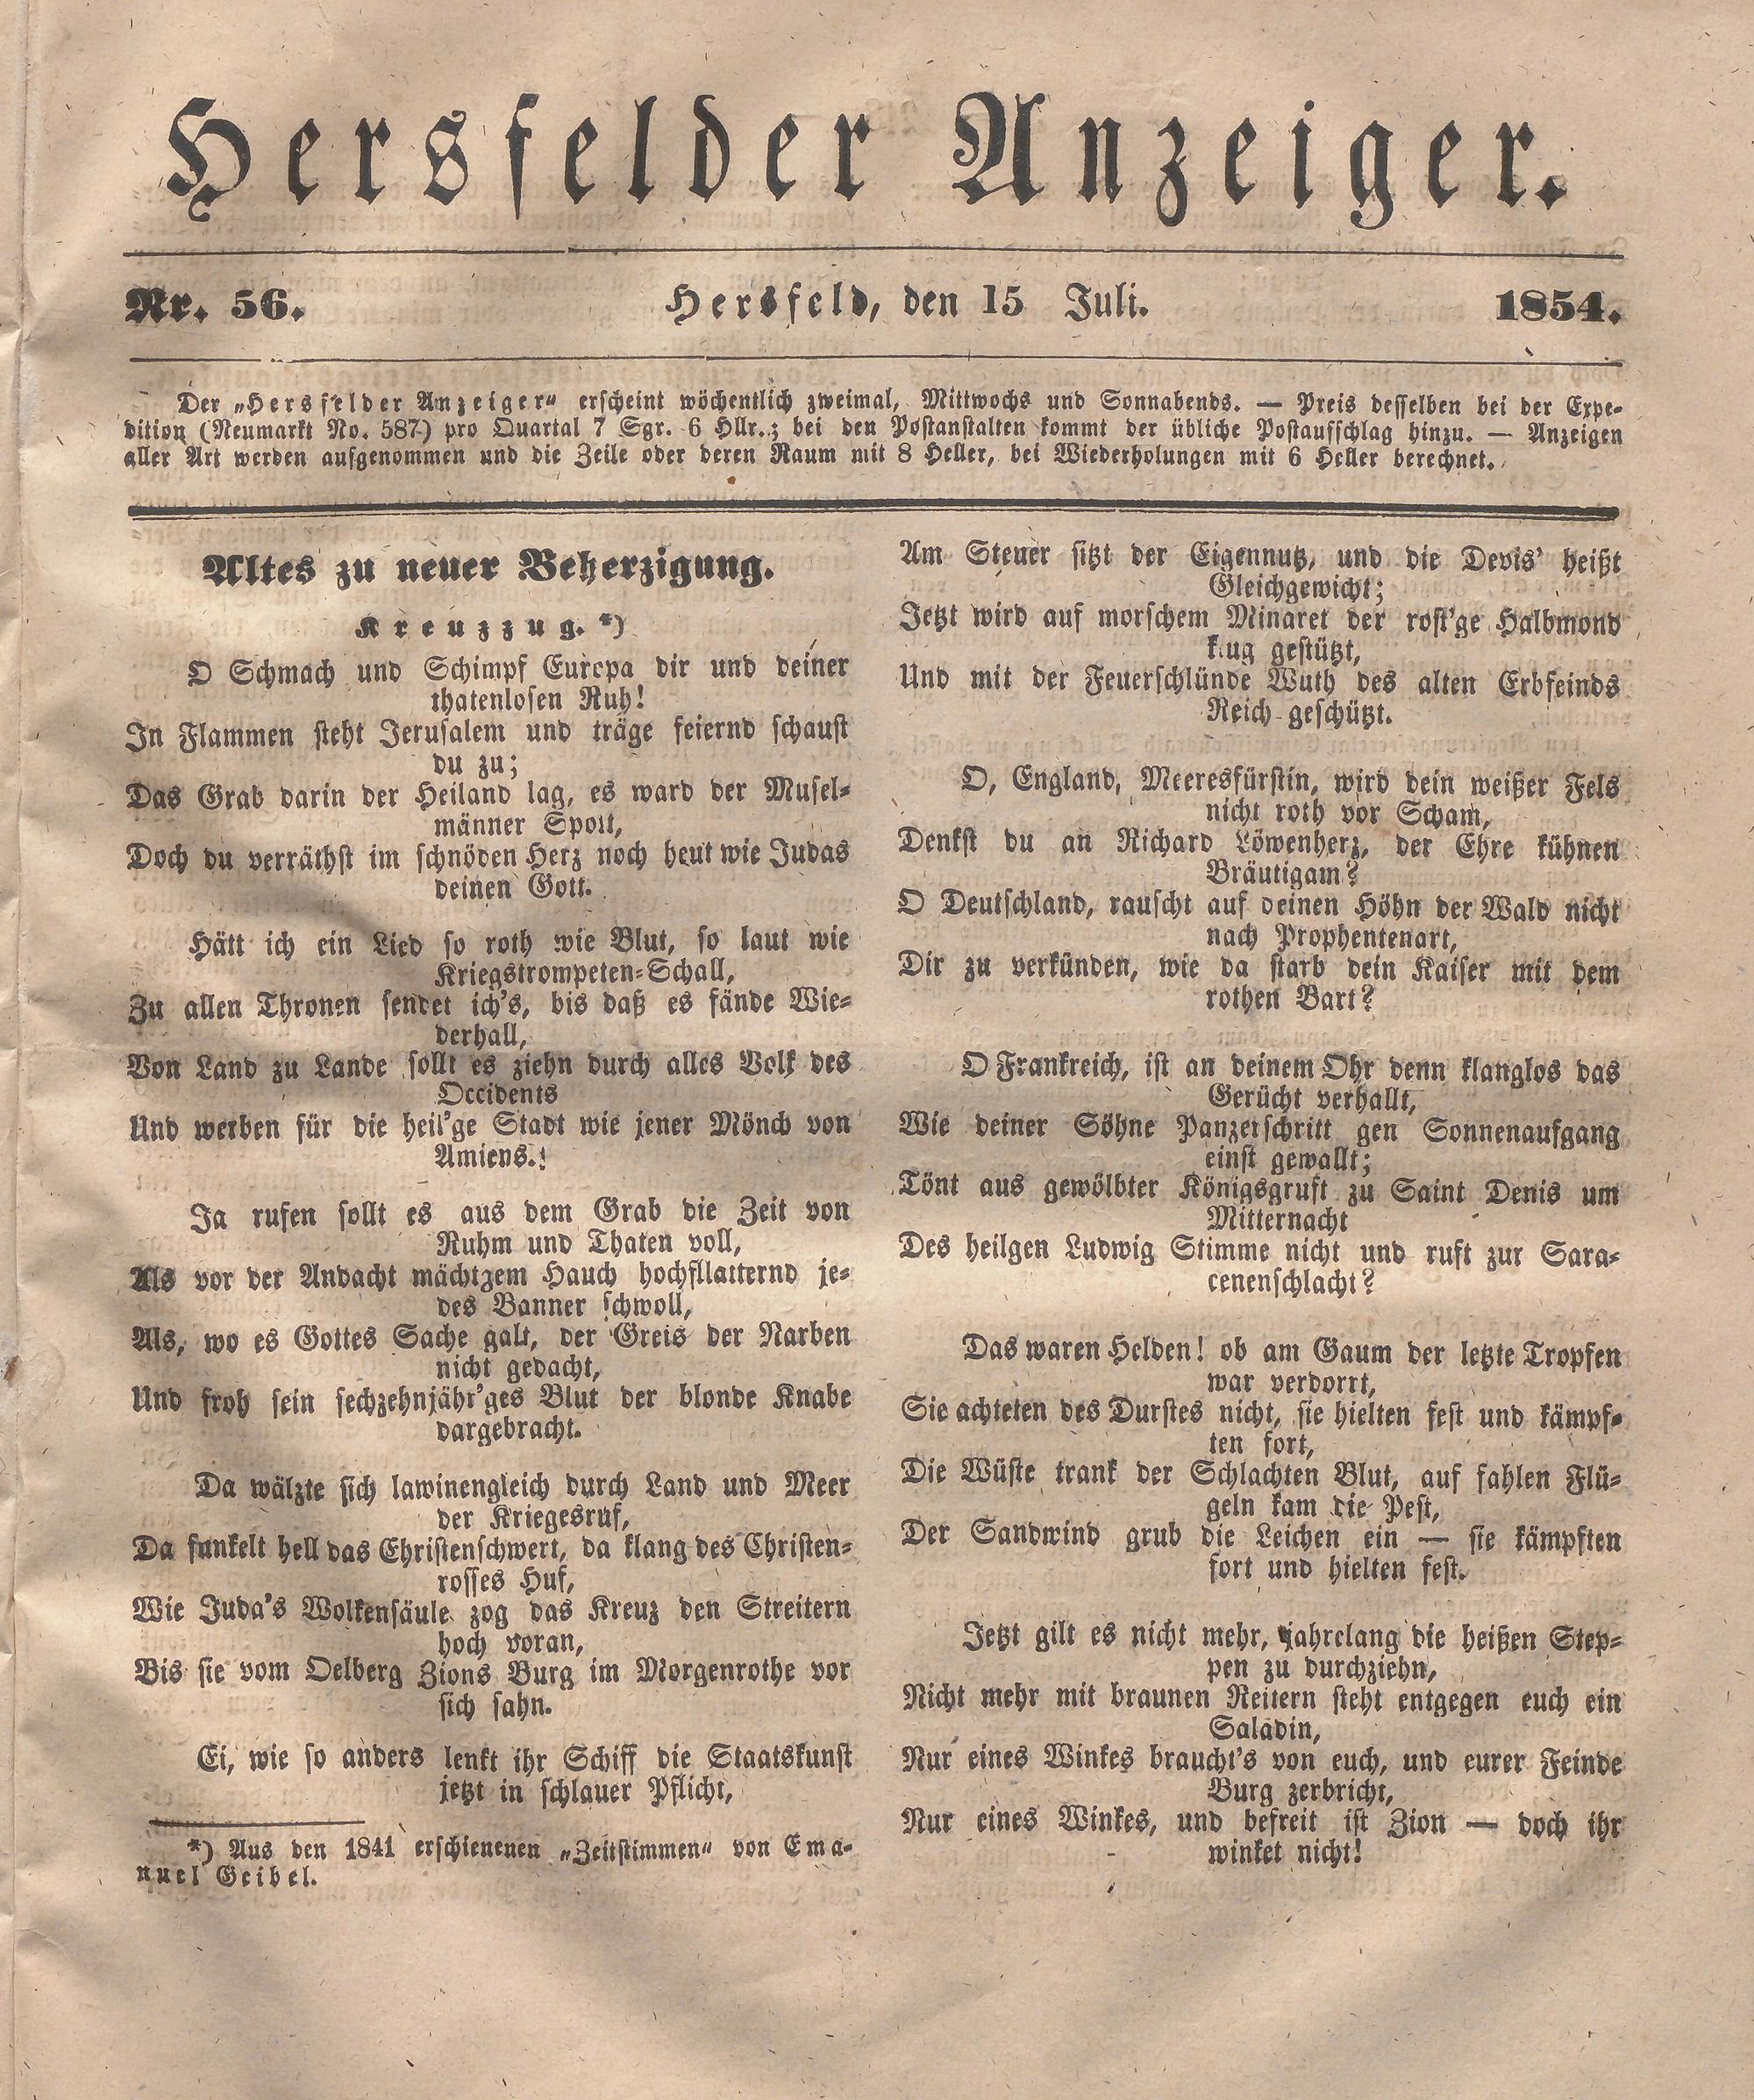 Hersfelder Anzeiger.
Nr. 56.
Hersfeld, den 15 Juli.
1854.
Der „Hersfelder Anzeiger“ erscheint wöchentlich zweimal, Mittwochs und Sonnabends. — Preis desselben bei der Expe-
dition (Neumarkt No. 587) pro Quartal 7 Sgr. 6 Hllr.; bei den Postanstalten kommt der übliche Postaufschlag hinzu. — Anzeigen
aller Art werden aufgenommen und die Zeile oder deren Raum mit 8 Heller, bei Wiederholungen mit 6 Heller berechnet.
Altes zu neuer Beherzigung.
Kreuzzug. *)
O Schmach und Schimpf Europa dir und deiner
thatenlosen Ruh!
In Flammen steht Jerusalem und träge feiernd schaust
du zu;
Das Grab darin der Heiland lag, es ward der Musel-
männer Spott,
Doch du verräthst im schnöden Herz noch heut wie Judas
deinen Gott.
Hätt ich ein Lied so roth wie Blut, so laut wie
Kriegstrompeten-Schall,
Zu allen Thronen sendet ich's, bis daß es fände Wie-
derhall,
Von Land zu Lande sollt es ziehn durch alles Volk des
Occidents
Und werben für die heil'ge Stadt wie jener Mönch von
Amiens.!
Ja rufen sollt es aus dem Grab die Zeit von
Ruhm und Thaten voll,
Als vor der Andacht mächtgem Hauch hochfllatternd je-
des Banner schwoll,
Als, wo es Gottes Sache galt, der Greis der Narben
nicht gedacht,
Und froh sein sechzehnjähr'ges Blut der blonde Knabe
dargebracht.
Da wälzte sich lawinengleich durch Land und Meer
der Kriegesruf,
Da funkelt hell das Christenschwert, da klang des Christen-
rosses Huf,
Wie Juda's Wolkensäule zog das Kreuz den Streitern
hoch voran,
Bis sie vom Oelberg Zions Burg im Morgenrothe vor
sich sahn.
Ei, wie so anders lenkt ihr Schiff die Staatskunst
jetzt in schlauer Pflicht,
*) Aus den 1841 erschienenen „Zeitstimmen“ von Ema-
nuel Geibel.
Am Steuer sitzt der Eigennutz, und die Devis' heißt
Gleichgewicht;
Jetzt wird auf morschem Minaret der rost'ge Halbmond
klug gestützt,
Und mit der Feuerschlünde Wuth des alten Erbfeinds
Reich geschützt.
O, England, Meeresfürstin, wird dein weißer Fels
nicht roth vor Scham,
Denkst du an Richard Löwenherz, der Ehre kühnen
Bräutigam?
O Deutschland, rauscht auf deinen Höhn der Wald nicht
nach Prophentenart,
Dir zu verkünden, wie da starb dein Kaiser mit dem
rothen Bart?
O Frankreich, ist an deinem Ohr denn klanglos das
Gerücht verhallt,
Wie deiner Söhne Panzerschritt gen Sonnenaufgang
einst gewallt;
Tönt aus gewölbter Königsgruft zu Saint Denis um
Mitternacht
Des heilgen Ludwig Stimme nicht und ruft zur Sara-
cenenschlacht?
Das waren Helden! ob am Gaum der letzte Tropfen
war verdorrt,
Sie achteten des Durstes nicht, sie hielten fest und kämpf-
ten fort,
Die Wüste trank der Schlachten Blut, auf fahlen Flü-
geln kam die Pest,
Der Sandwind grub die Leichen ein — sie kämpften
fort und hielten fest.
Jetzt gilt es nicht mehr, jahrelang die heißen Step-
pen zu durchziehn,
Nicht mehr mit braunen Reitern steht entgegen euch ein
Saladin,
Nur eines Winkes braucht's von euch, und eurer Feinde
Burg zerbricht,
Nur eines Winkes, und befreit ist Zion — doch ihr
winket nicht!